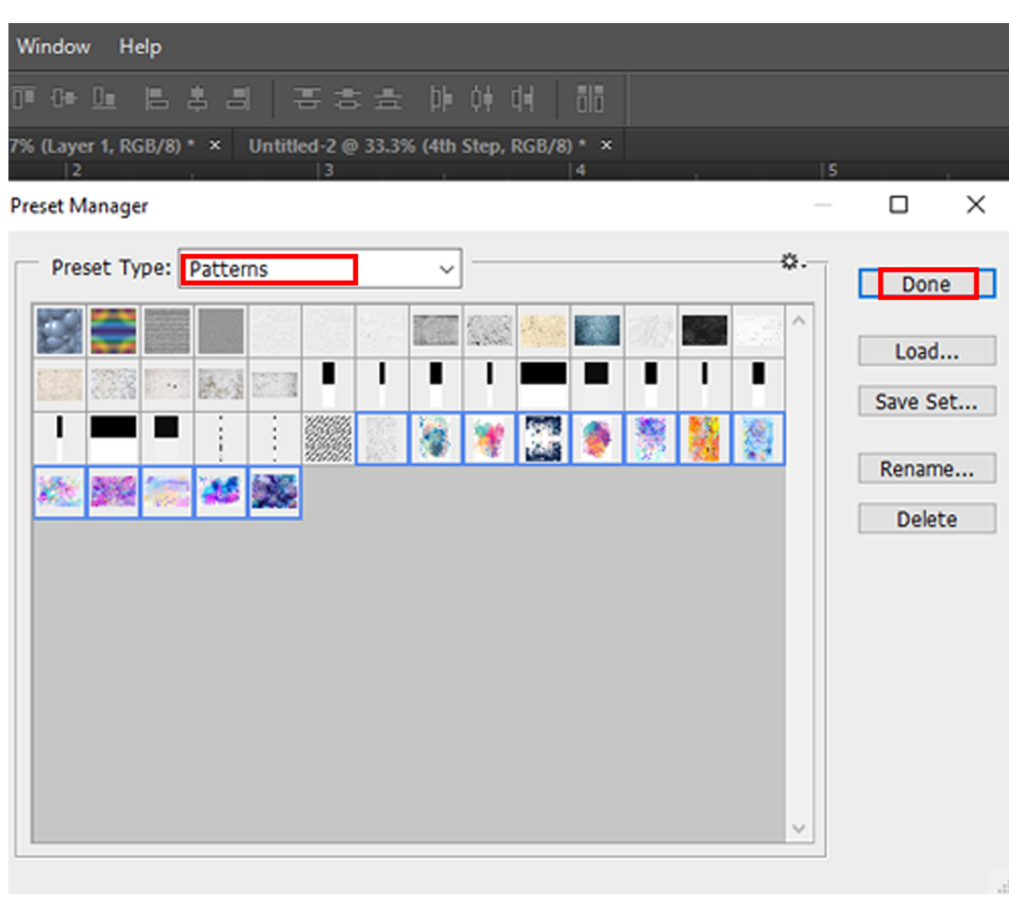 Window Help
7% (Layer 1, RGB/8) * × Untitled-2 @ 33.3% (4th Step, RGB/8) * ×
2 3 4 5
Preset Manager
Preset Type: Patterns
Done
Load...
Save Set...
Rename...
Delete